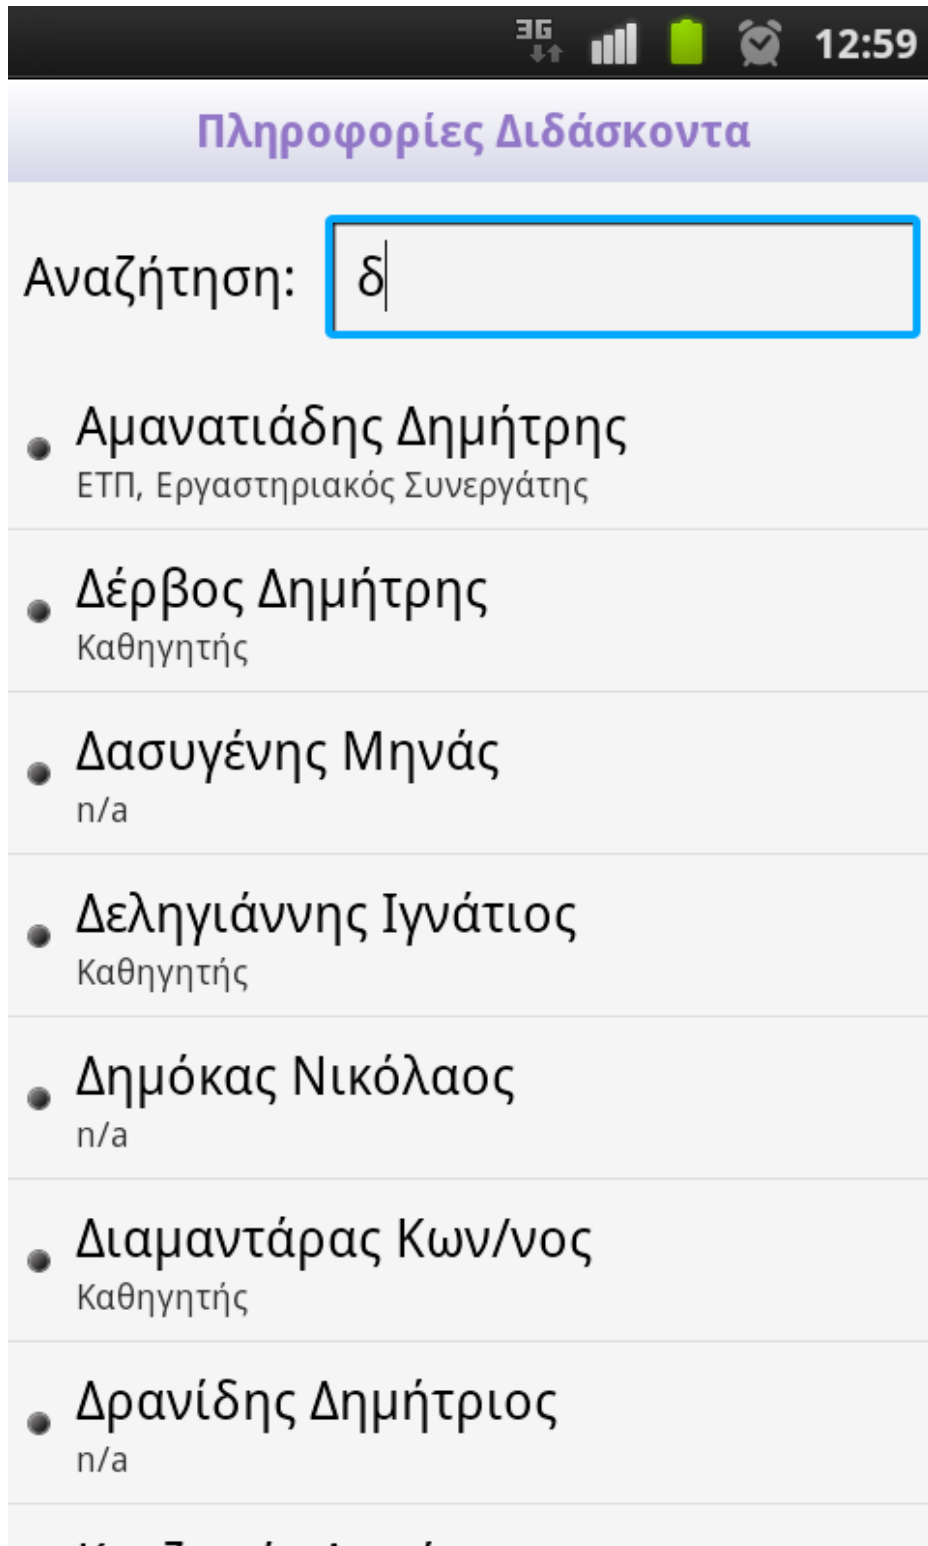 3G 12:59
Πληροφορίες Διδάσκοντα
Αναζήτηση: δ
Αμανατιάδης Δημήτρης
ΕΤΠ, Εργαστηριακός Συνεργάτης
Δέρβος Δημήτρης
Καθηγητής
Δασυγένης Μηνάς
n/a
Δεληγιάννης Ιγνάτιος
Καθηγητής
Δημόκας Νικόλαος
n/a
Διαμαντάρας Κων/νος
Καθηγητής
Δρανίδης Δημήτριος
n/a